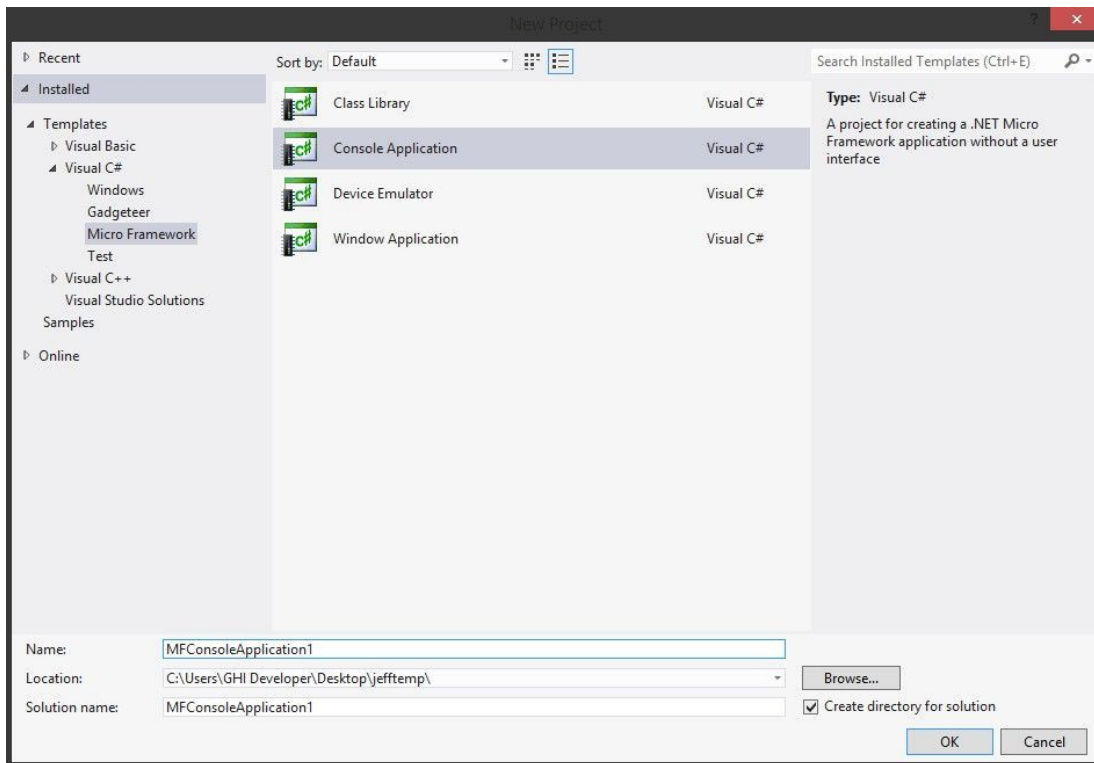 New Project
?
Recent
Installed
Templates
Visual Basic
Visual C#
Windows
Gadgeteer
Micro Framework
Test
Visual C++
Visual Studio Solutions
Samples
Online
Sort by: Default
Search Installed Templates (Ctrl+E)
C# Class Library Visual C#
C# Console Application Visual C#
C# Device Emulator Visual C#
C# Window Application Visual C#
Type: Visual C#
A project for creating a .NET Micro
Framework application without a user
interface
Name: MFConsoleApplication1
Location: C:\Users\GHI Developer\Desktop\jefftemp\
Browse...
Solution name: MFConsoleApplication1
Create directory for solution
OK Cancel